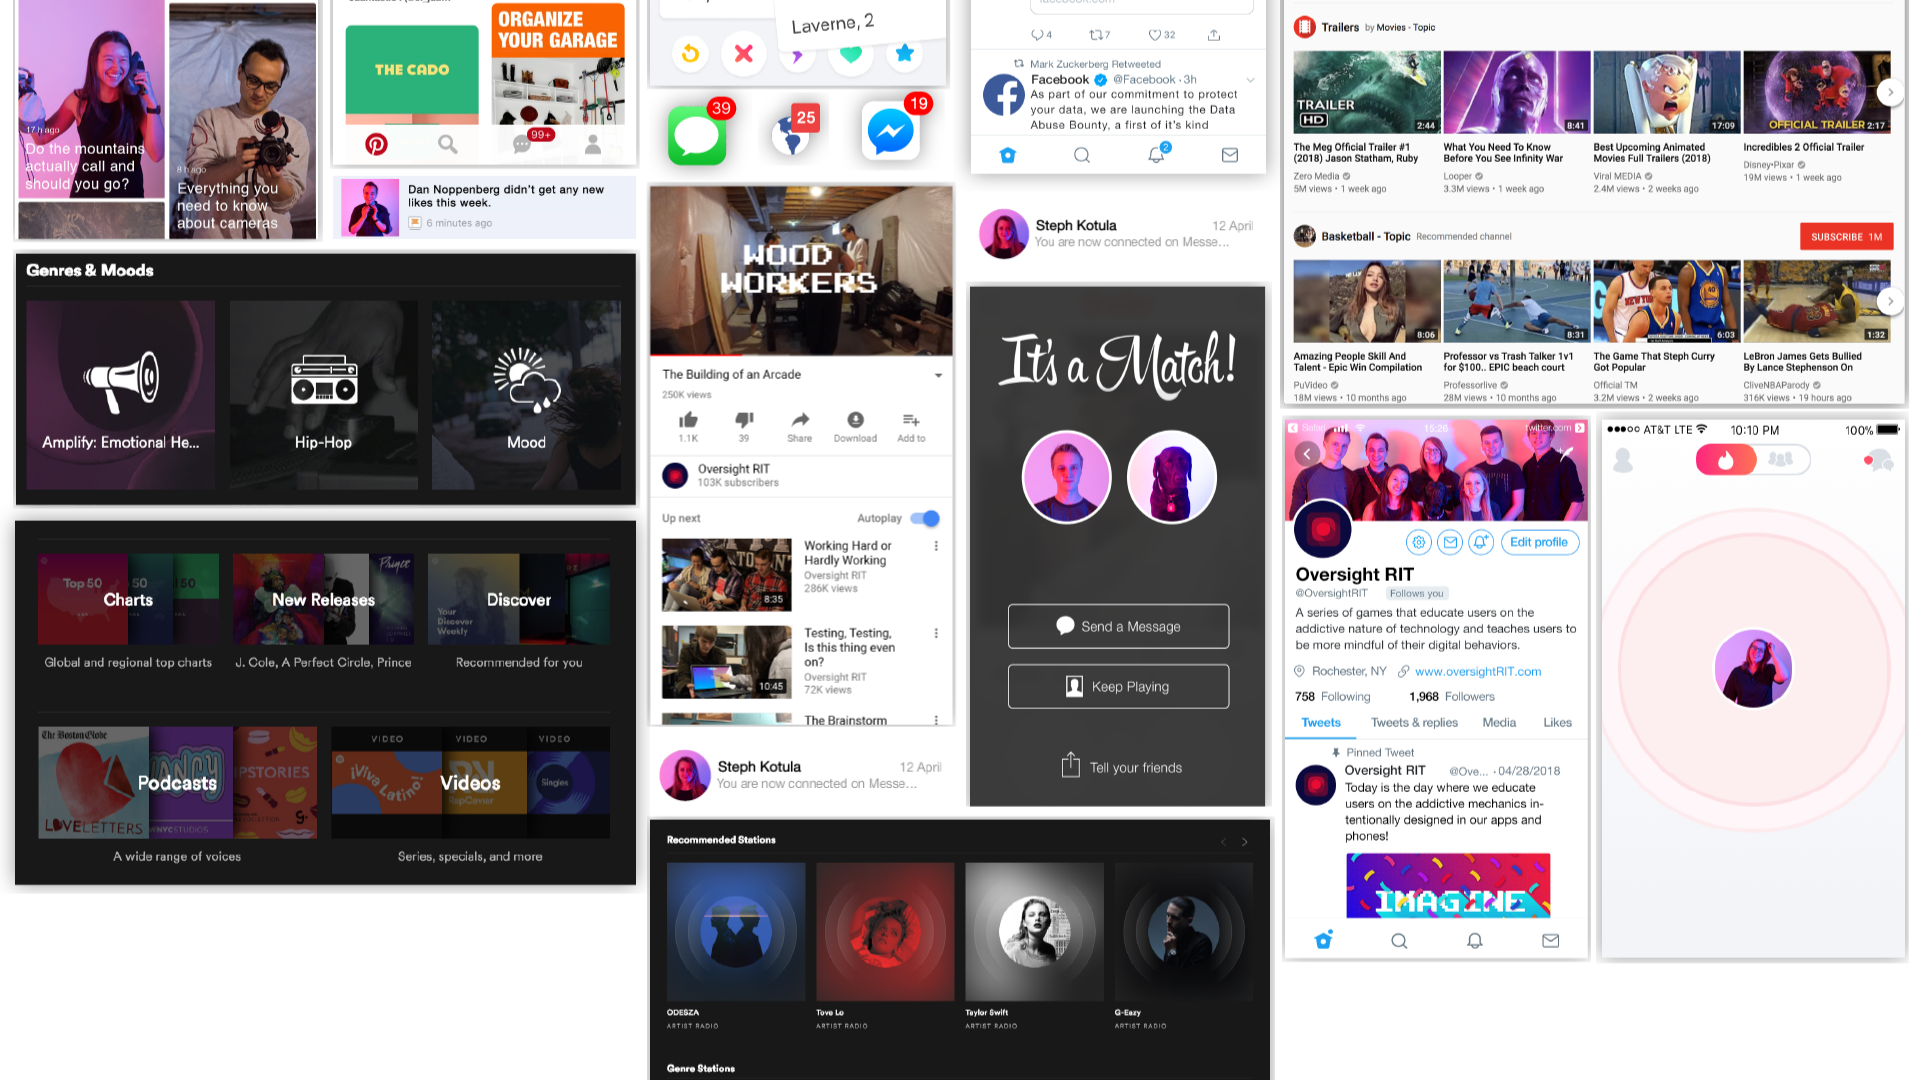 17 h ago
Do the mountains
actually call and
should you go?
8 h ago
Everything you
need to know
about cameras
THE CADO
ORGANIZE
YOUR GARAGE
99+
Dan Noppenberg didn't get any new
likes this week.
6 minutes ago
Genres & Moods
Amplify: Emotional He...
Hip-Hop
Mood
Top 50
50
50
Charts
Global and regional top charts
New Releases
Prince
J. Cole, A Perfect Circle, Prince
Your
Discover
Weekly
Discover
Recommended for you
The Boston Globe
LOVELETTERS
WNYCSTUDIOS
Podcasts
A wide range of voices
VIDEO
VIDEO
VIDEO
¡Viva Latino!
RapCaviar
Singles
Videos
Series, specials, and more
Laverne, 2
39
25
19
WOOD
WORKERS
The Building of an Arcade
250K views
1.1K
39
Share
Download
Add to
Oversight RIT
103K subscribers
Up next
Autoplay
8:35
Working Hard or
Hardly Working
Oversight RIT
286K views
10:45
Testing, Testing,
Is this thing even
on?
Oversight RIT
72K views
The Brainstorm
Steph Kotula
12 April
You are now connected on Messe...
Recommended Stations
ODESZA
ARTIST RADIO
Tove Lo
ARTIST RADIO
Taylor Swift
ARTIST RADIO
G-Eazy
ARTIST RADIO
Genre Stations
facebook.com
4
7
32
Mark Zuckerberg Retweeted
Facebook @Facebook · 3h
As part of our commitment to protect
your data, we are launching the Data
Abuse Bounty, a first of it's kind
2
Steph Kotula
12 April
You are now connected on Messe...
It's a Match!
Send a Message
Keep Playing
Tell your friends
Trailers by Movies - Topic
TRAILER
HD
2:44
8:41
17:09
OFFICIAL TRAILER 2:17
The Meg Official Trailer #1
(2018) Jason Statham, Ruby
Zero Media
5M views • 1 week ago
What You Need To Know
Before You See Infinity War
Looper
3.3M views • 1 week ago
Best Upcoming Animated
Movies Full Trailers (2018)
Viral MEDIA
2.4M views • 2 weeks ago
Incredibles 2 Official Trailer
Disney•Pixar
19M views • 1 week ago
Basketball - Topic Recommended channel
SUBSCRIBE 1M
8:06
8:31
NEW YORK
40
6:03
1:32
Amazing People Skill And
Talent - Epic Win Compilation
PuVideo
18M views • 10 months ago
Professor vs Trash Talker 1v1
for $100.. EPIC beach court
Professorlive
28M views • 10 months ago
The Game That Steph Curry
Got Popular
Official TM
3.2M views • 2 weeks ago
LeBron James Gets Bullied
By Lance Stephenson On
CliveNBAParody
316K views • 19 hours ago
Safari
15:26
twitter.com
Edit profile
Oversight RIT
@OversightRIT Follows you
A series of games that educate users on the
addictive nature of technology and teaches users to
be more mindful of their digital behaviors.
Rochester, NY www.oversightRIT.com
758 Following 1,968 Followers
Tweets Tweets & replies Media Likes
Pinned Tweet
Oversight RIT @Ove... · 04/28/2018
Today is the day where we educate
users on the addictive mechanics in-
tentionally designed in our apps and
phones!
IMAGINE
AT&T LTE 10:10 PM 100%